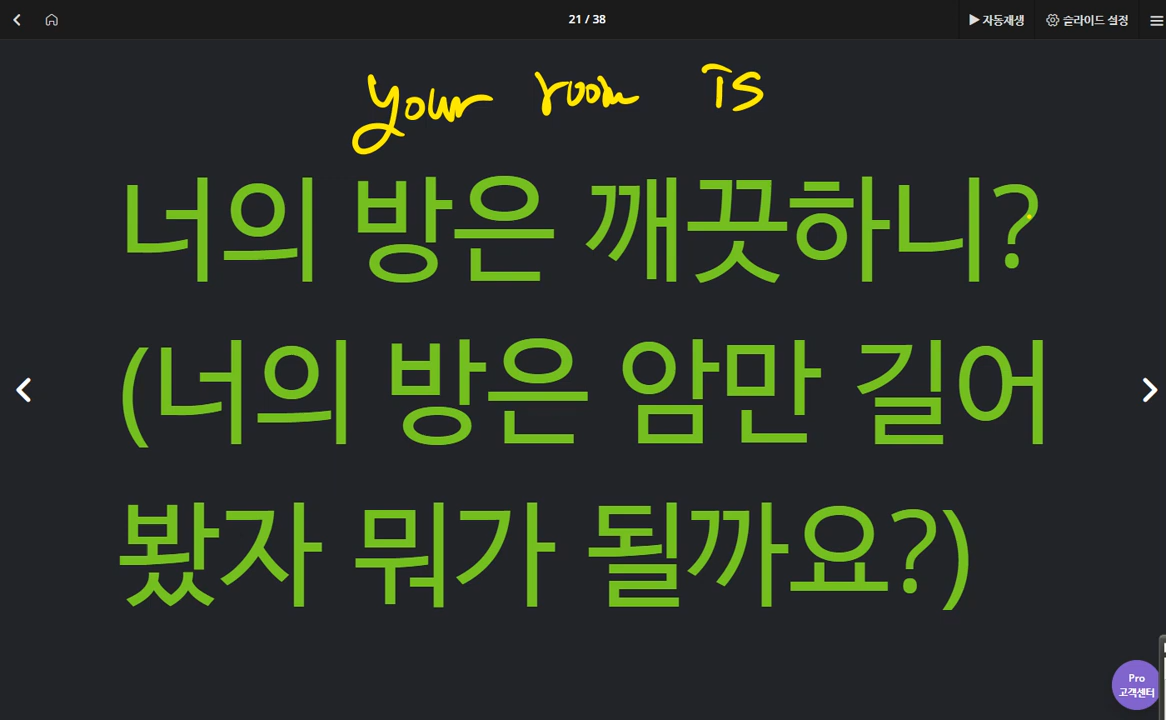 21 / 38
▶ 자동재생
슬라이드 설정
your room is
너의 방은 깨끗하니?
(너의 방은 암만 길어
봤자 뭐가 될까요?)
Pro
고객센터